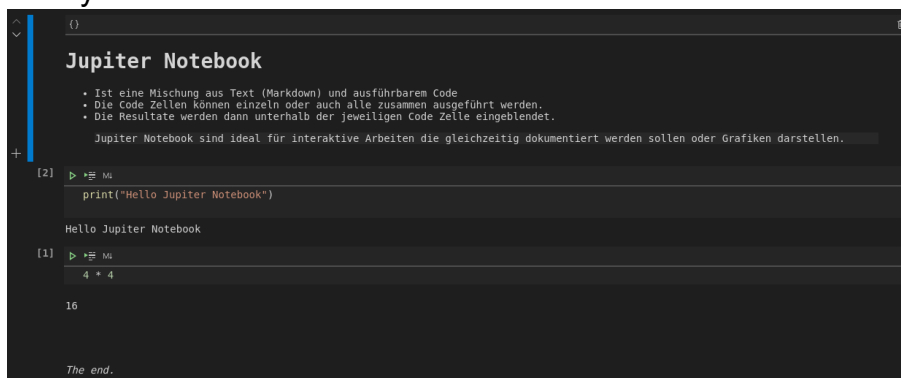 {}
Jupiter Notebook
• Ist eine Mischung aus Text (Markdown) und ausführbarem Code
• Die Code Zellen können einzeln oder auch alle zusammen ausgeführt werden.
• Die Resultate werden dann unterhalb der jeweiligen Code Zelle eingeblendet.
Jupiter Notebook sind ideal für interaktive Arbeiten die gleichzeitig dokumentiert werden sollen oder Grafiken darstellen.
[2] M↓
print("Hello Jupiter Notebook")
Hello Jupiter Notebook
[1] M↓
4 * 4
16
The end.